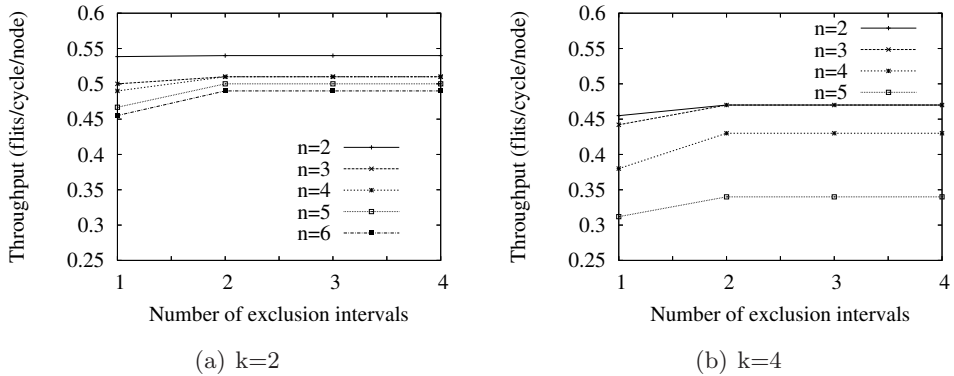 Throughput (flits/cycle/node)
0.6
0.55
0.5
0.45
0.4
0.35
0.3
0.25
n=2
n=3
n=4
n=5
n=6
1
2
3
4
Number of exclusion intervals
(a) k=2
Throughput (flits/cycle/node)
0.6
0.55
0.5
0.45
0.4
0.35
0.3
0.25
n=2
n=3
n=4
n=5
1
2
3
4
Number of exclusion intervals
(b) k=4